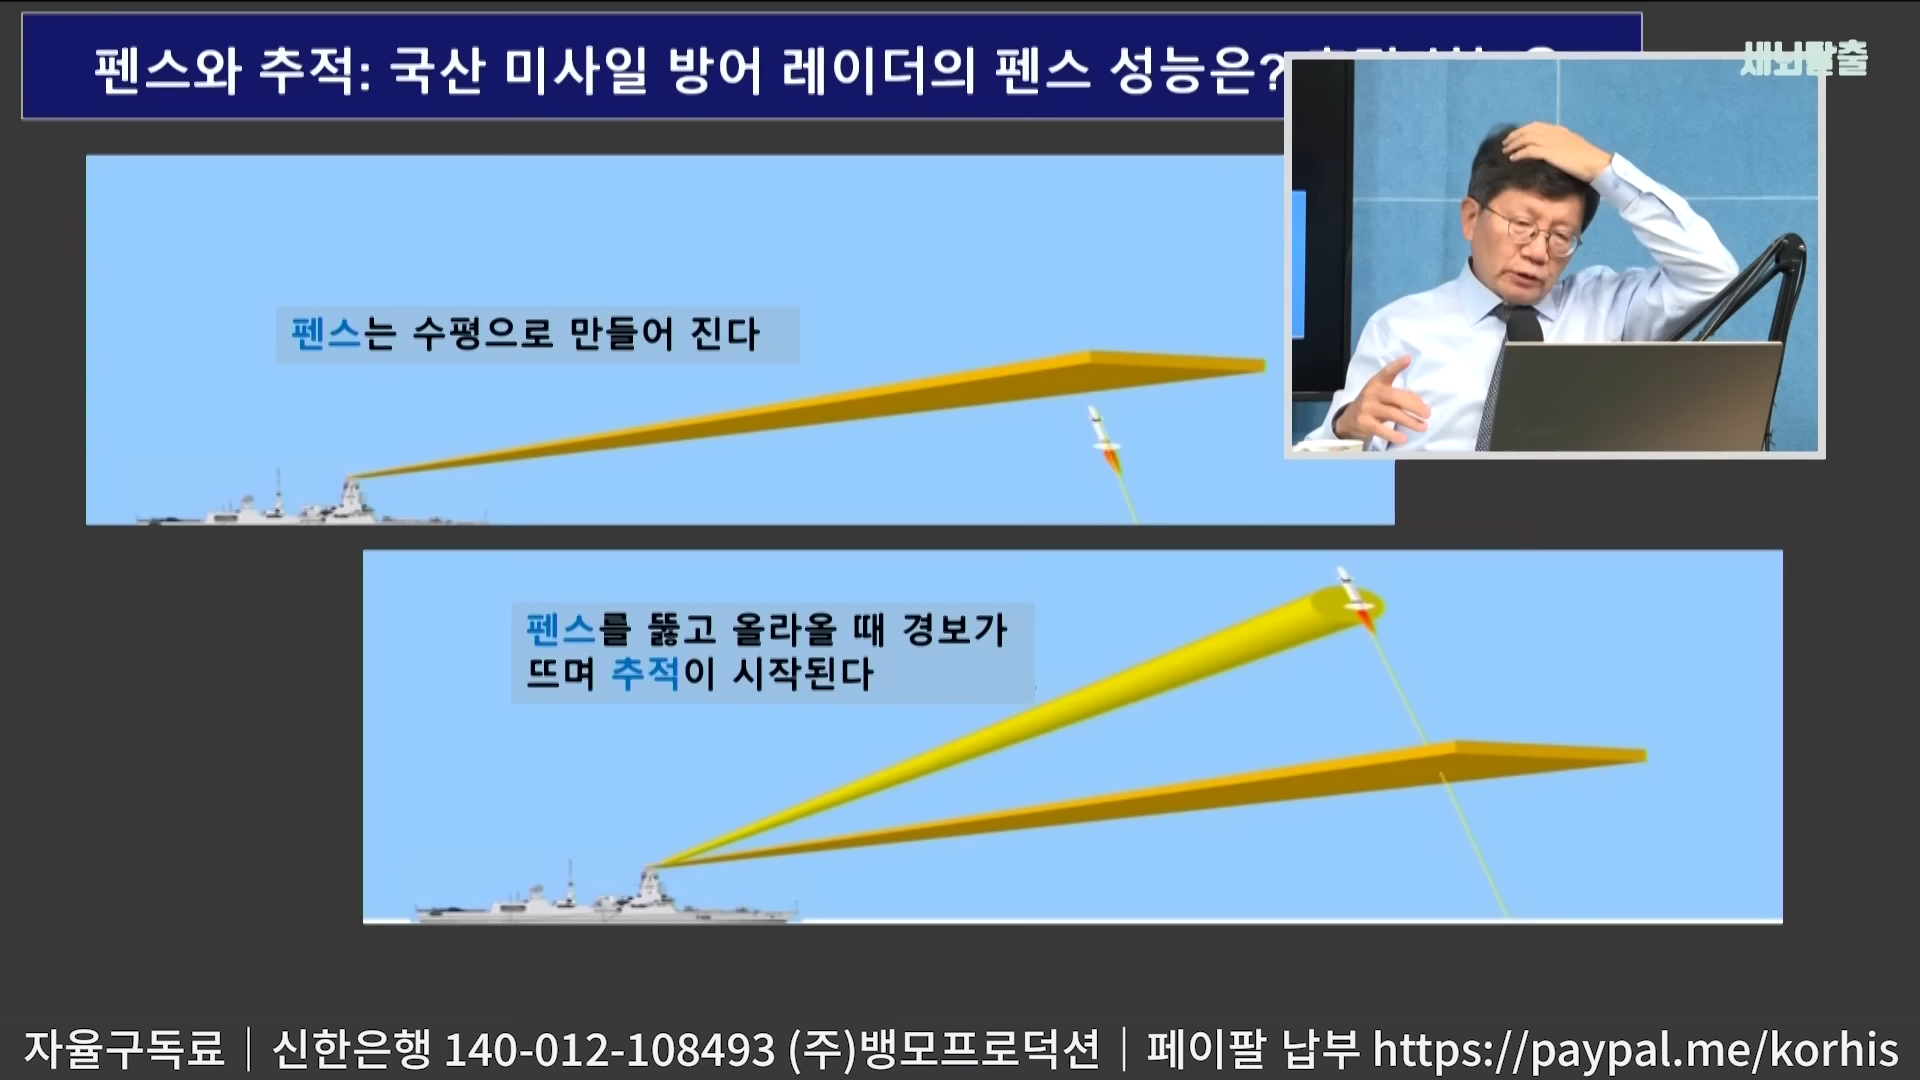 펜스와 추적: 국산 미사일 방어 레이더의 펜스 성능은?
세뇌탈출
펜스는 수평으로 만들어 진다
펜스를 뚫고 올라올 때 경보가
뜨며 추적이 시작된다
자율구독료│신한은행 140-012-108493 (주)뱅모프로덕션│페이팔 납부 https://paypal.me/korhis